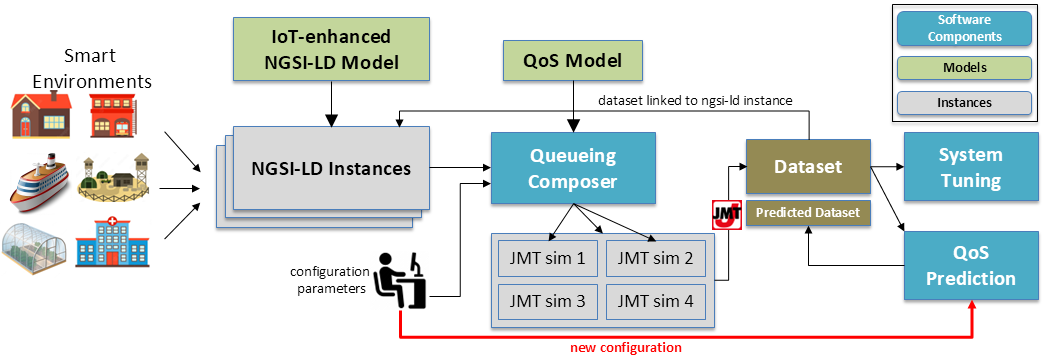 Smart
Environments
IoT-enhanced
NGSI-LD Model
QoS Model
Software
Components
Models
Instances
dataset linked to ngsi-ld instance
NGSI-LD Instances
Queueing
Composer
Dataset
System
Tuning
JMT
Predicted Dataset
QoS
Prediction
JMT sim 1
JMT sim 2
JMT sim 3
JMT sim 4
configuration
parameters
new configuration